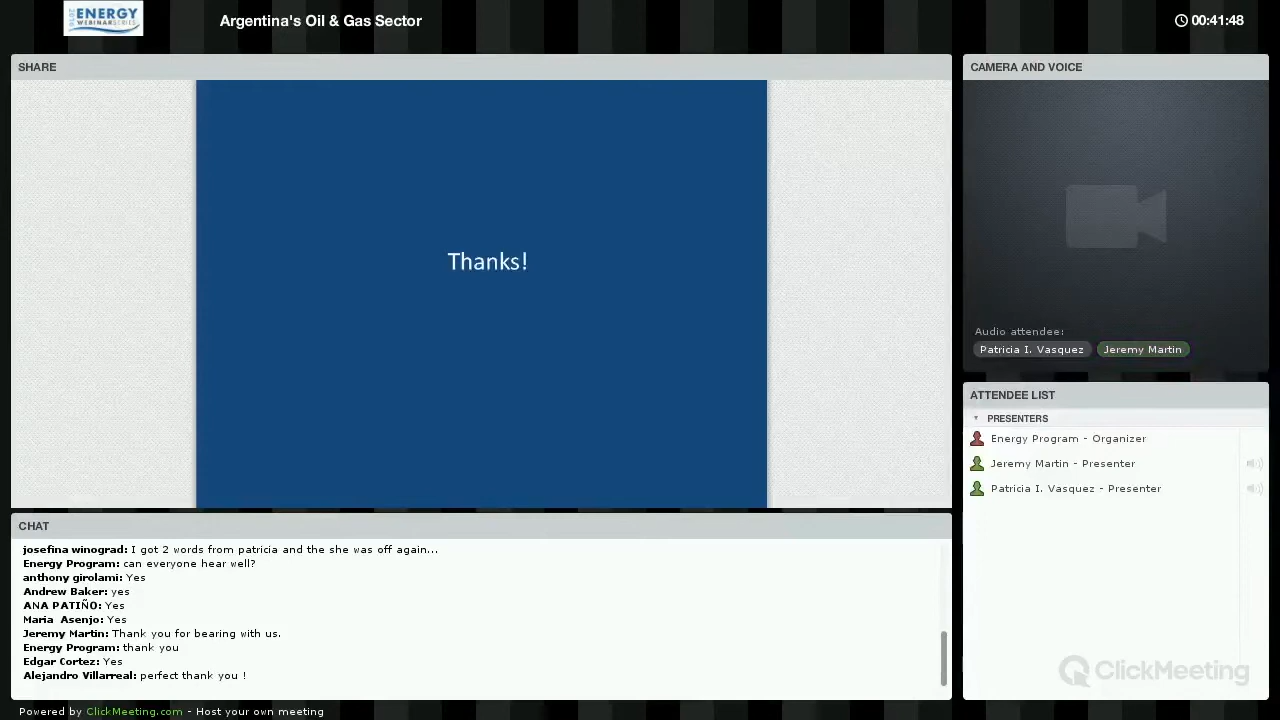 2016
ENERGY
WEBINAR SERIES
Argentina's Oil & Gas Sector
00:41:48
SHARE
Thanks!
CAMERA AND VOICE
Audio attendee:
Patricia I. Vasquez
Jeremy Martin
ATTENDEE LIST
PRESENTERS
Energy Program - Organizer
Jeremy Martin - Presenter
Patricia I. Vasquez - Presenter
CHAT
josefina winograd: I got 2 words from patricia and the she was off again...
Energy Program: can everyone hear well?
anthony girolami: Yes
Andrew Baker: yes
ANA PATIÑO: Yes
Maria Asenjo: Yes
Jeremy Martin: Thank you for bearing with us.
Energy Program: thank you
Edgar Cortez: Yes
Alejandro Villarreal: perfect thank you !
ClickMeeting
Powered by ClickMeeting.com - Host your own meeting